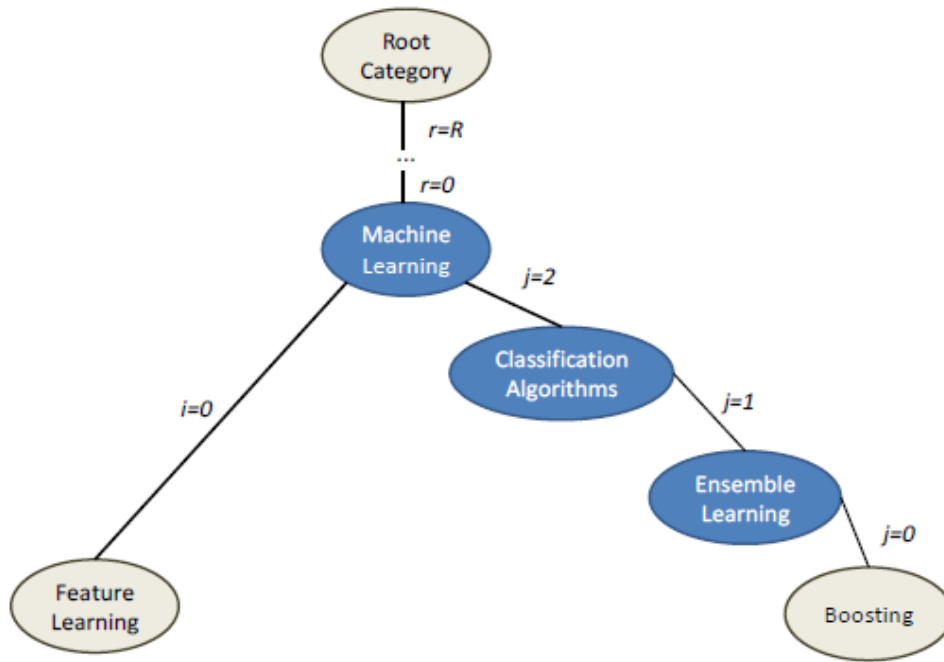 Root
Category
r=R
...
r=0
Machine
Learning
j=2
Classification
Algorithms
i=0
j=1
Ensemble
Learning
j=0
Feature
Learning
Boosting